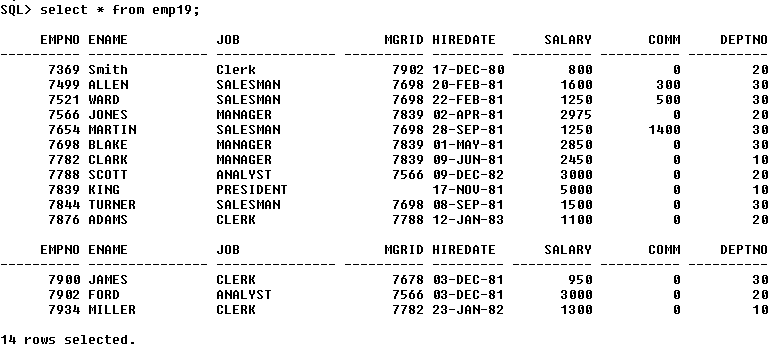 SQL> select * from emp19;
EMPNO ENAME JOB MGRID HIREDATE SALARY COMM DEPTNO
---------- -------------------- -------------------- ---------- --------- ---------- ---------- ----------
7369 Smith Clerk 7902 17-DEC-80 800 0 20
7499 ALLEN SALESMAN 7698 20-FEB-81 1600 300 30
7521 WARD SALESMAN 7698 22-FEB-81 1250 500 30
7566 JONES MANAGER 7839 02-APR-81 2975 0 20
7654 MARTIN SALESMAN 7698 28-SEP-81 1250 1400 30
7698 BLAKE MANAGER 7839 01-MAY-81 2850 0 30
7782 CLARK MANAGER 7839 09-JUN-81 2450 0 10
7788 SCOTT ANALYST 7566 09-DEC-82 3000 0 20
7839 KING PRESIDENT 17-NOV-81 5000 0 10
7844 TURNER SALESMAN 7698 08-SEP-81 1500 0 30
7876 ADAMS CLERK 7788 12-JAN-83 1100 0 20
EMPNO ENAME JOB MGRID HIREDATE SALARY COMM DEPTNO
---------- -------------------- -------------------- ---------- --------- ---------- ---------- ----------
7900 JAMES CLERK 7678 03-DEC-81 950 0 30
7902 FORD ANALYST 7566 03-DEC-81 3000 0 20
7934 MILLER CLERK 7782 23-JAN-82 1300 0 10
14 rows selected.